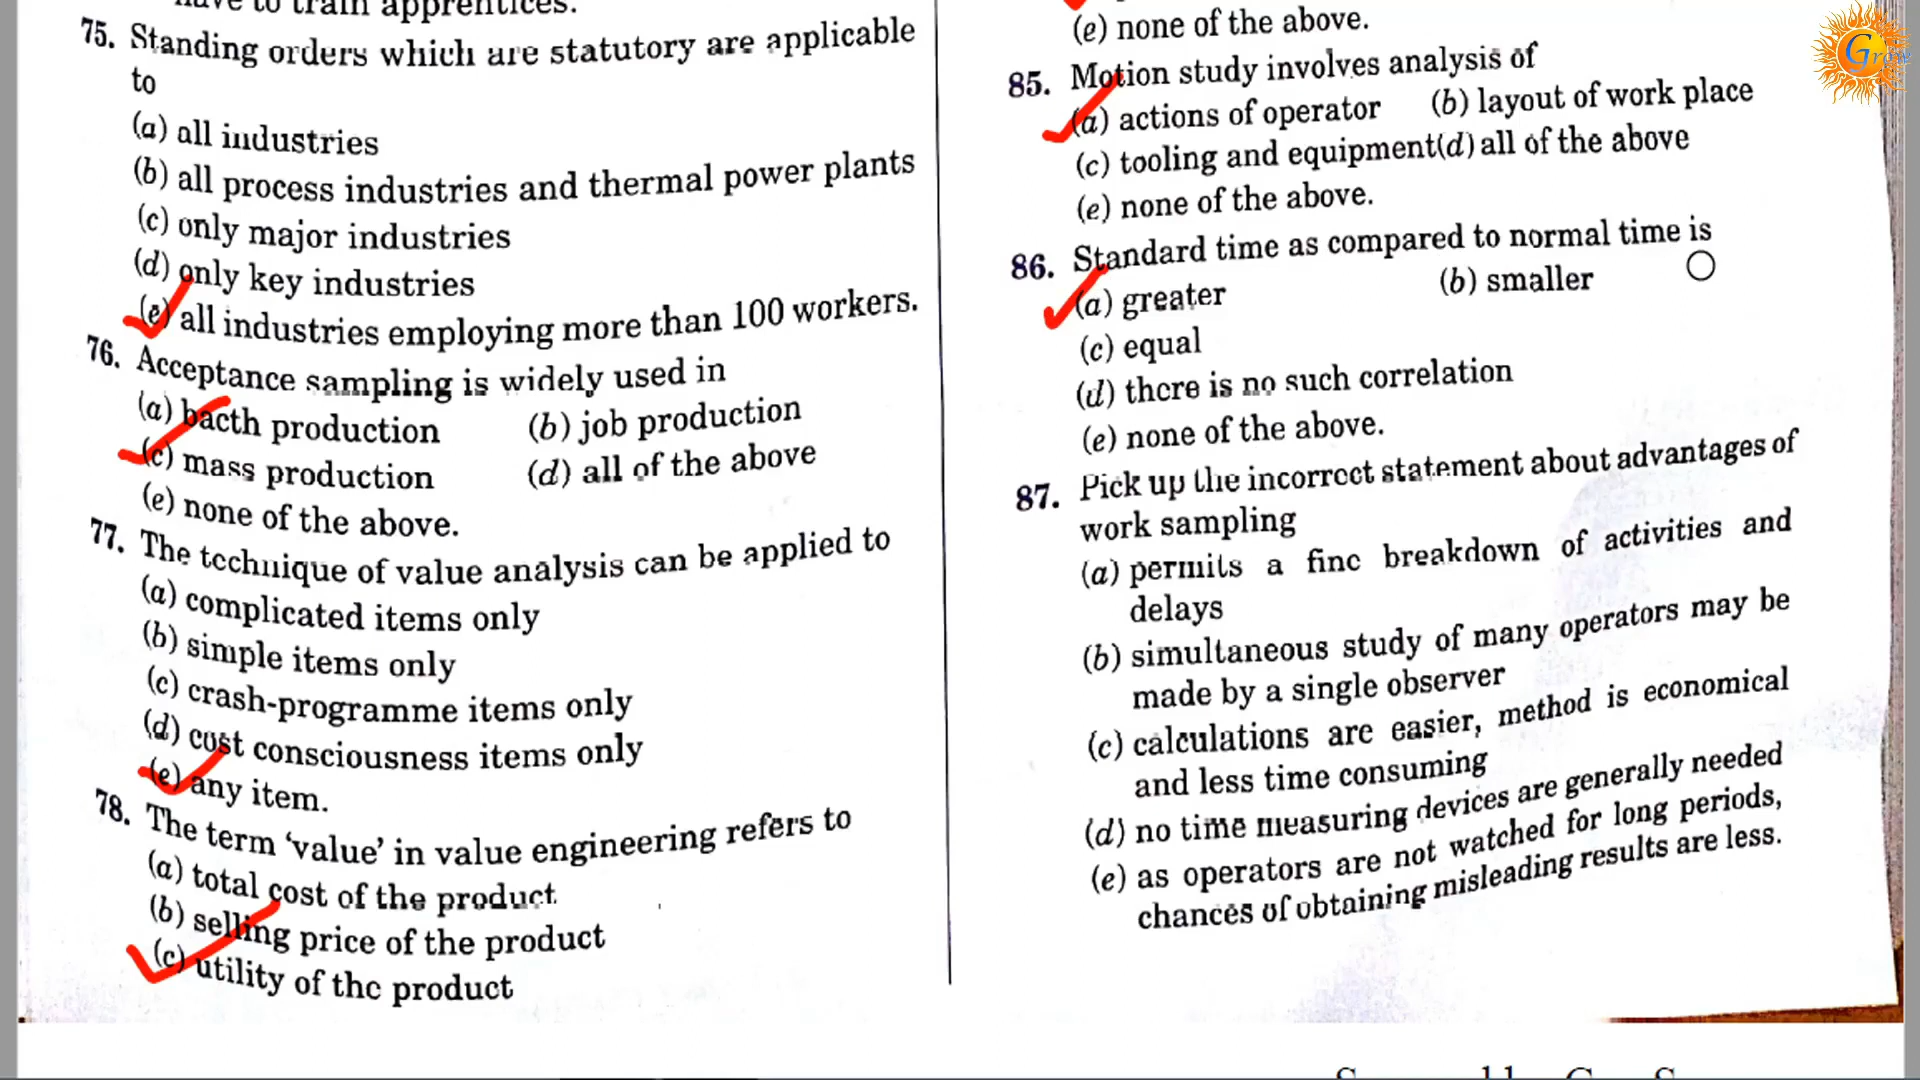 have to train apprentices.
75. Standing orders which are statutory are applicable
to
(a) all industries
(b) all process industries and thermal power plants
(c) only major industries
(d) only key industries
(e) all industries employing more than 100 workers.
76. Acceptance sampling is widely used in
(a) bacth production (b) job production
(c) mass production (d) all of the above
(e) none of the above.
77. The technique of value analysis can be applied to
(a) complicated items only
(b) simple items only
(c) crash-programme items only
(d) cost consciousness items only
(e) any item.
78. The term ‘value’ in value engineering refers to
(a) total cost of the product
(b) selling price of the product
(c) utility of the product
(e) none of the above.
85. Motion study involves analysis of
(a) actions of operator (b) layout of work place
(c) tooling and equipment (d) all of the above
(e) none of the above.
86. Standard time as compared to normal time is
(a) greater (b) smaller
(c) equal
(d) there is no such correlation
(e) none of the above.
87. Pick up the incorrect statement about advantages of
work sampling
(a) permits a fine breakdown of activities and
delays
(b) simultaneous study of many operators may be
made by a single observer
(c) calculations are easier, method is economical
and less time consuming
(d) no time measuring devices are generally needed
(e) as operators are not watched for long periods,
chances of obtaining misleading results are less.
Grow